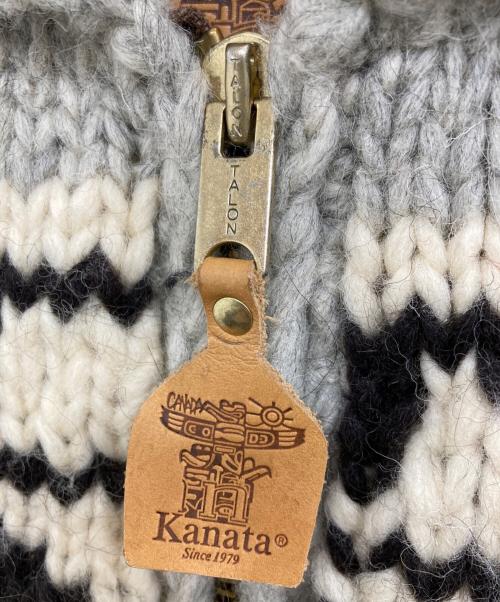 TALON
TALON
CANADA
Kanata®
Since 1979